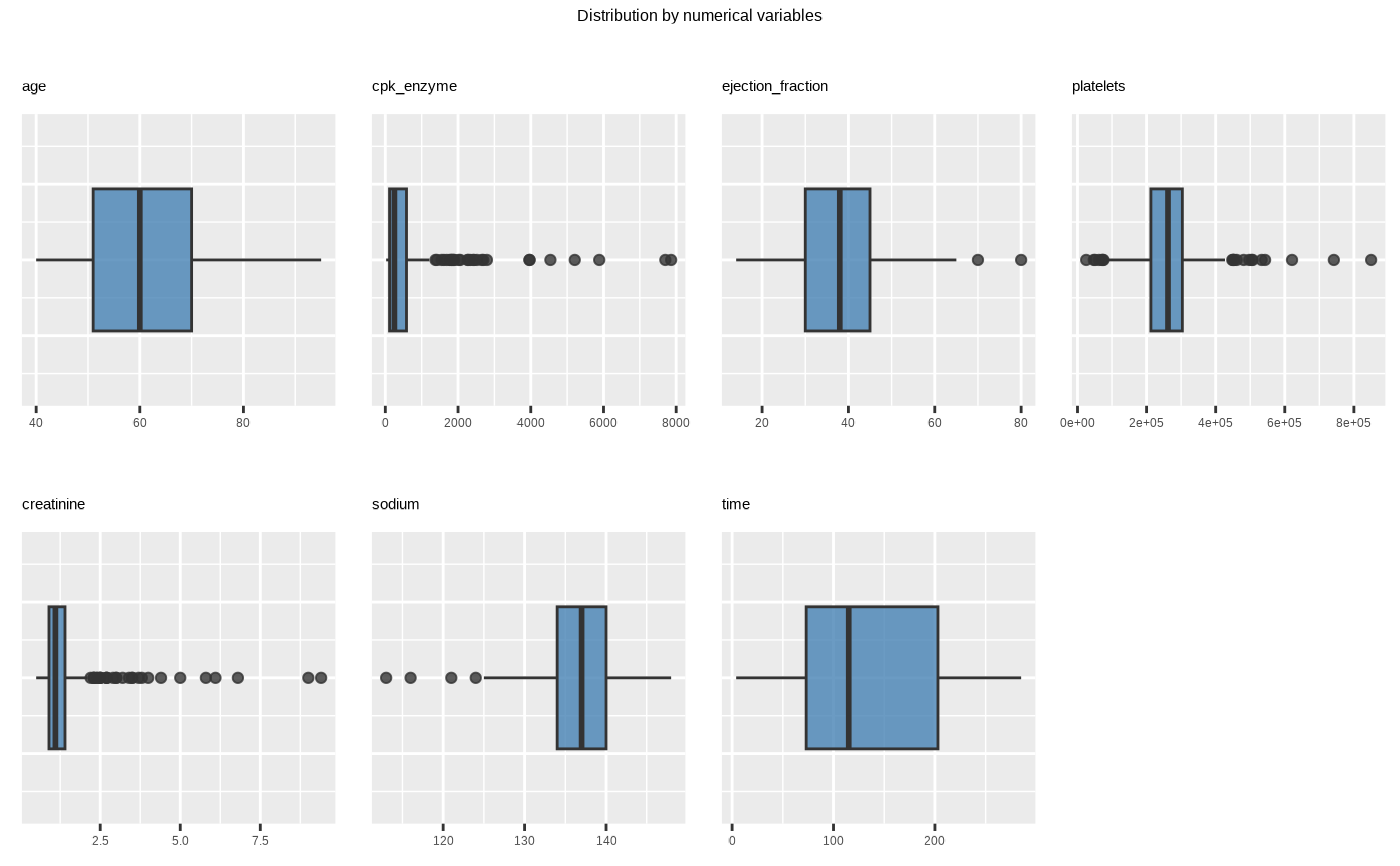 Distribution by numerical variables
age cpk_enzyme ejection_fraction platelets
40 60 80 0 2000 4000 6000 8000 20 40 60 80 0e+00 2e+05 4e+05 6e+05 8e+05
creatinine sodium time
2.5 5.0 7.5 120 130 140 0 100 200